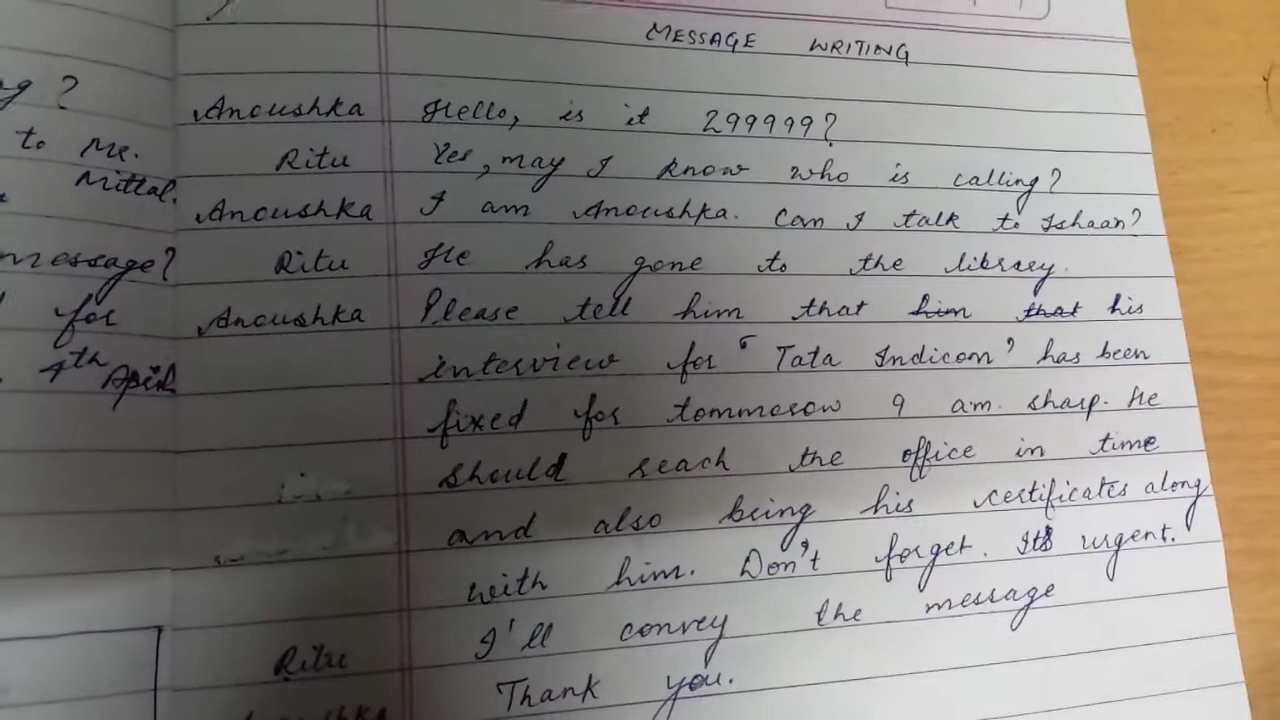 MESSAGE WRITING
g?
Anoushka Hello, is it 299999?
to Mr.
Ritu Yes, may I know who is calling?
Mittal.
Anoushka I am Anoushka. Can I talk to Ishaan?
message?
Ritu He has gone to the library.
for
Anoushka Please tell him that him that his
4th April
interview for 'Tata Indicom' has been
fixed for tommorow 9 am. sharp. He
should reach the office in time
and also bring his certificates along
with him. Don't forget. Its urgent.
Ritu I'll convey the message
Thank you.